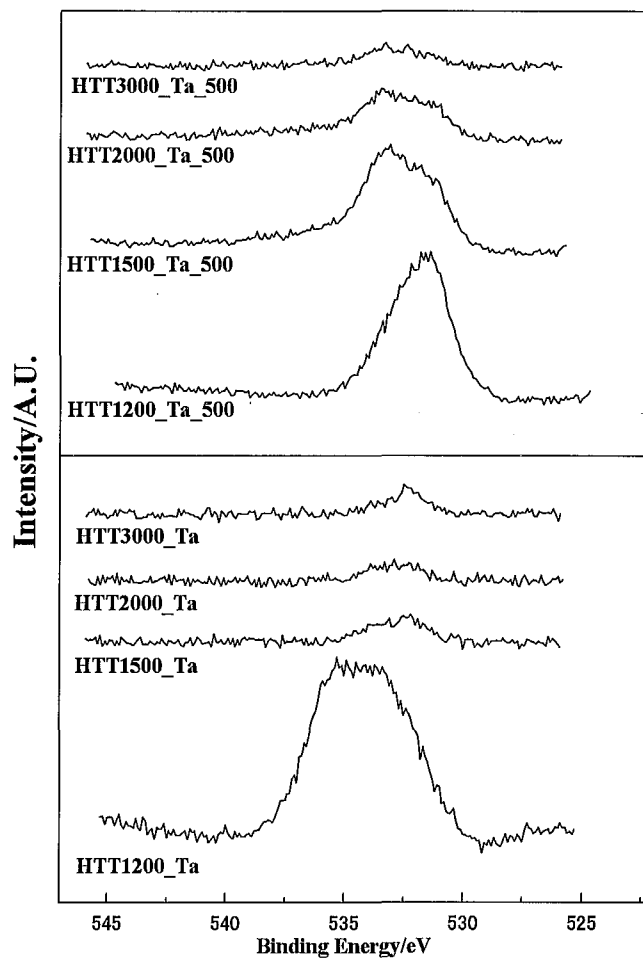 HTT3000_Ta_500
HTT2000_Ta_500
HTT1500_Ta_500
HTT1200_Ta_500
Intensity/A.U.
HTT3000_Ta
HTT2000_Ta
HTT1500_Ta
HTT1200_Ta
545 540 535 530 525
Binding Energy/eV